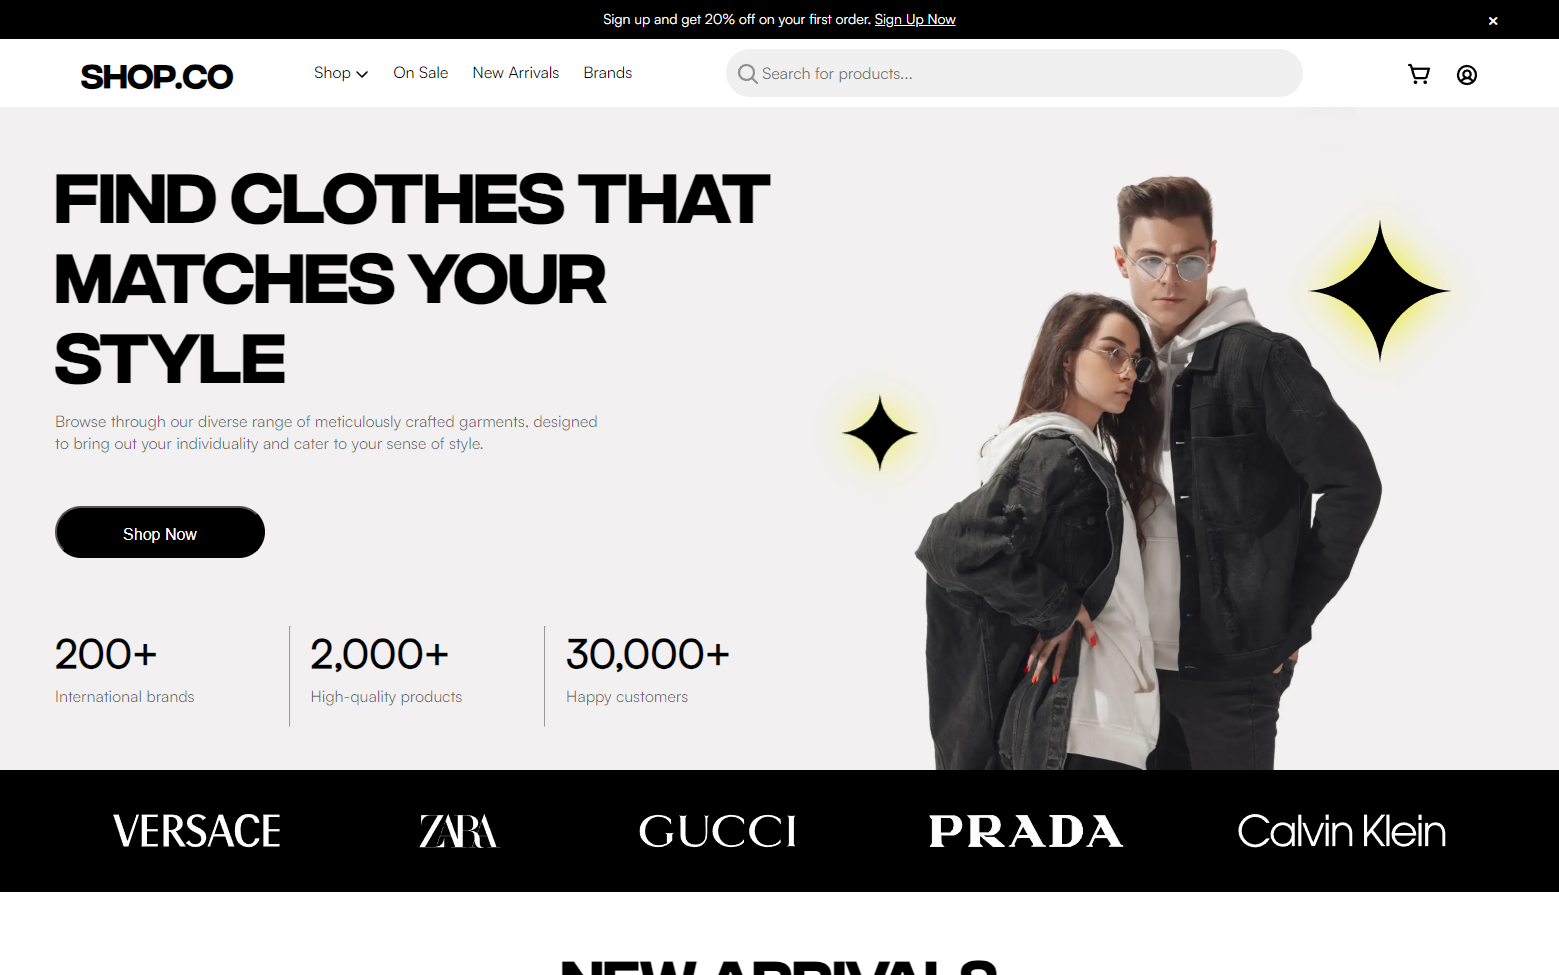 Sign up and get 20% off on your first order. Sign Up Now
SHOP.CO
Shop
On Sale
New Arrivals
Brands
Search for products...
FIND CLOTHES THAT
MATCHES YOUR
STYLE
Browse through our diverse range of meticulously crafted garments, designed
to bring out your individuality and cater to your sense of style.
Shop Now
200+
International brands
2,000+
High-quality products
30,000+
Happy customers
VERSACE
ZARA
GUCCI
PRADA
Calvin Klein
NEW ARRIVALS